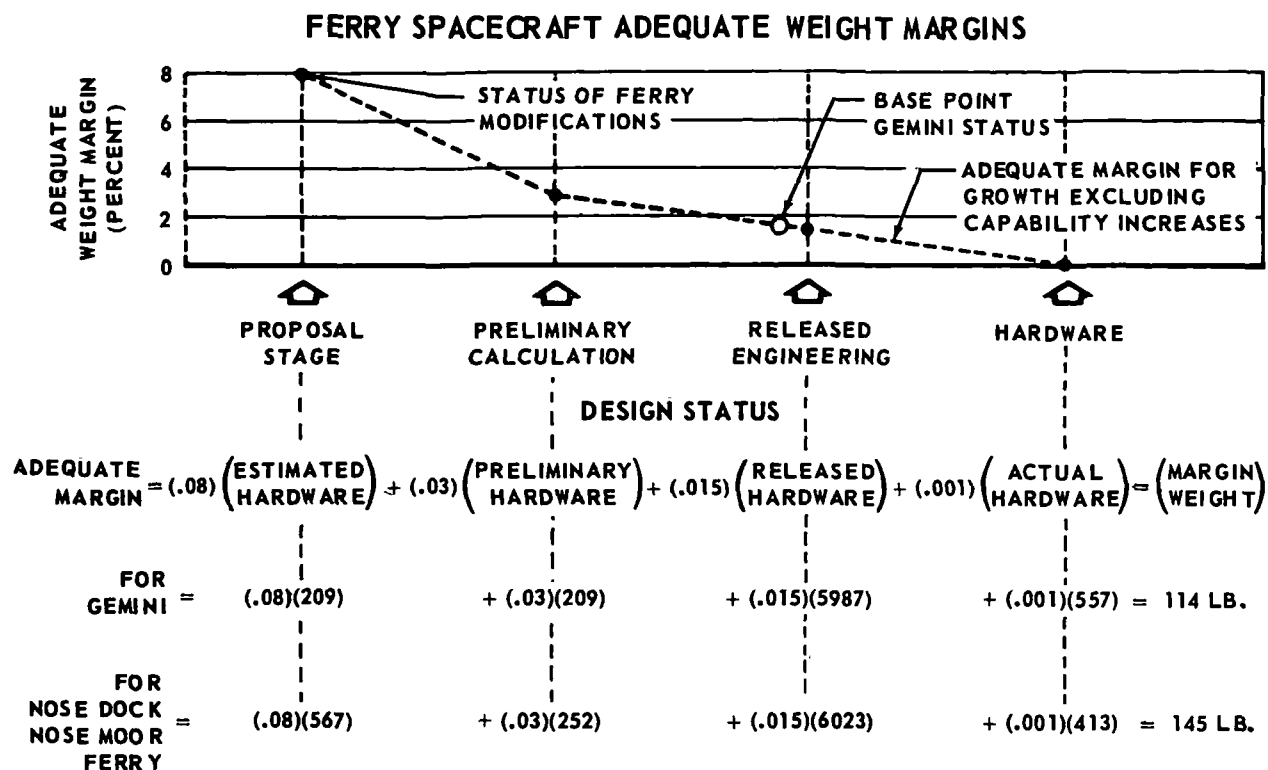 FERRY SPACECRAFT ADEQUATE WEIGHT MARGINS
ADEQUATE
WEIGHT MARGIN
(PERCENT)
8
6
4
2
0
STATUS OF FERRY
MODIFICATIONS
BASE POINT
GEMINI STATUS
ADEQUATE MARGIN FOR
GROWTH EXCLUDING
CAPABILITY INCREASES
PROPOSAL
STAGE
PRELIMINARY
CALCULATION
RELEASED
ENGINEERING
HARDWARE
DESIGN STATUS
ADEQUATE
MARGIN = (.08) (ESTIMATED
HARDWARE) + (.03) (PRELIMINARY
HARDWARE) + (.015) (RELEASED
HARDWARE) + (.001) (ACTUAL
HARDWARE) = (MARGIN
WEIGHT)
FOR
GEMINI = (.08)(209) + (.03)(209) + (.015)(5987) + (.001)(557) = 114 LB.
FOR
NOSE DOCK
NOSE MOOR
FERRY = (.08)(567) + (.03)(252) + (.015)(6023) + (.001)(413) = 145 LB.